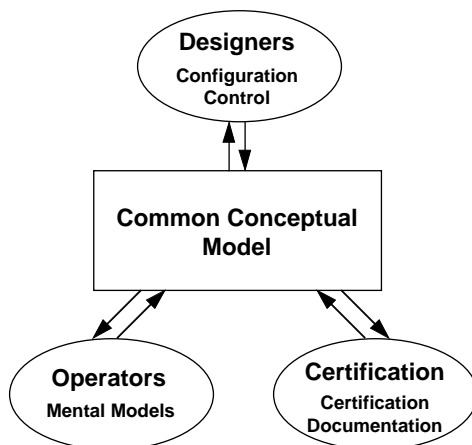 Designers
Configuration
Control
Common Conceptual
Model
Operators
Mental Models
Certification
Certification
Documentation